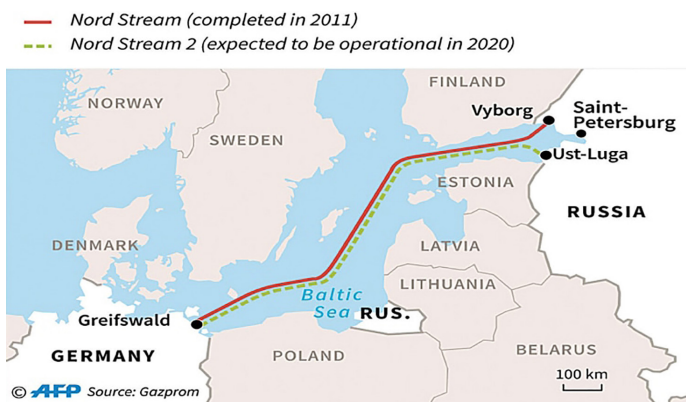 Nord Stream (completed in 2011)
Nord Stream 2 (expected to be operational in 2020)
FINLAND
NORWAY
Vyborg
Saint-
Petersburg
SWEDEN
Ust-Luga
ESTONIA
RUSSIA
DENMARK
LATVIA
LITHUANIA
Baltic
Sea
RUS.
Greifswald
GERMANY
POLAND
BELARUS
100 km
© AFP Source: Gazprom